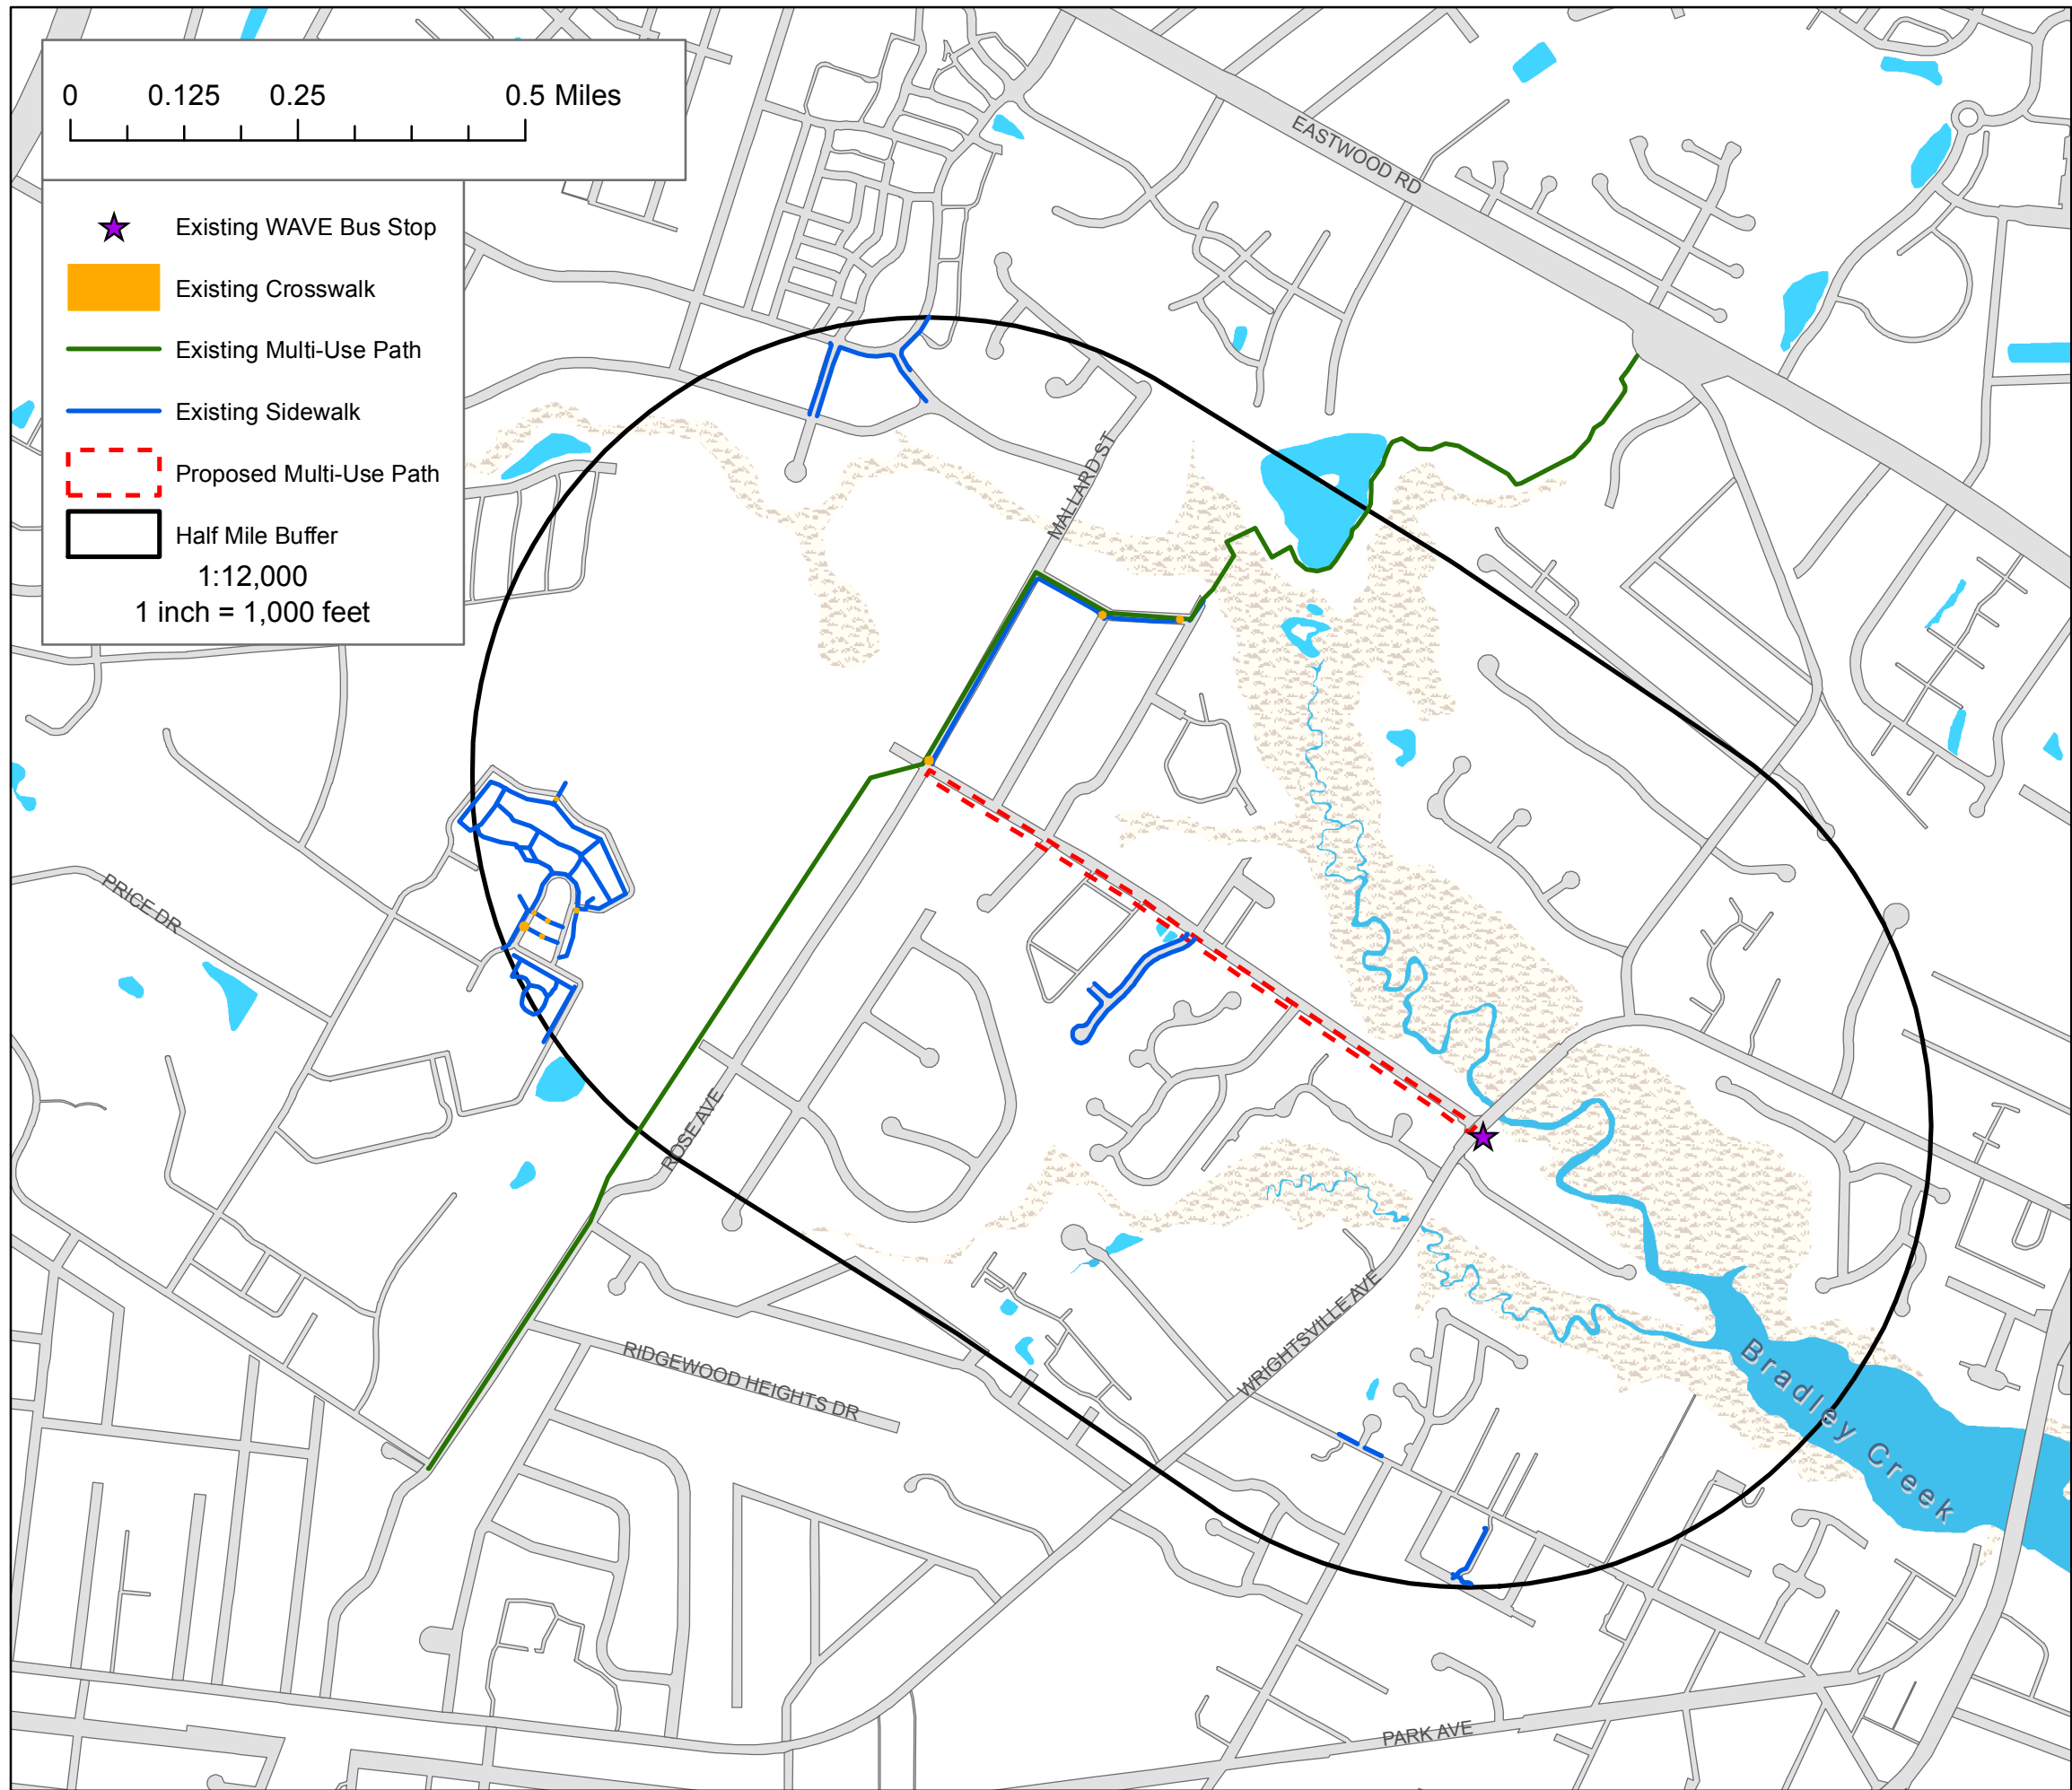 0 0.125 0.25 0.5 Miles
Existing WAVE Bus Stop
Existing Crosswalk
Existing Multi-Use Path
Existing Sidewalk
Proposed Multi-Use Path
Half Mile Buffer
1:12,000
1 inch = 1,000 feet
EASTWOOD RD
MALLARD ST
PRICE DR
ROSE AVE
WRIGHTSVILLE AVE
RIDGEWOOD HEIGHTS DR
Bradley Creek
PARK AVE